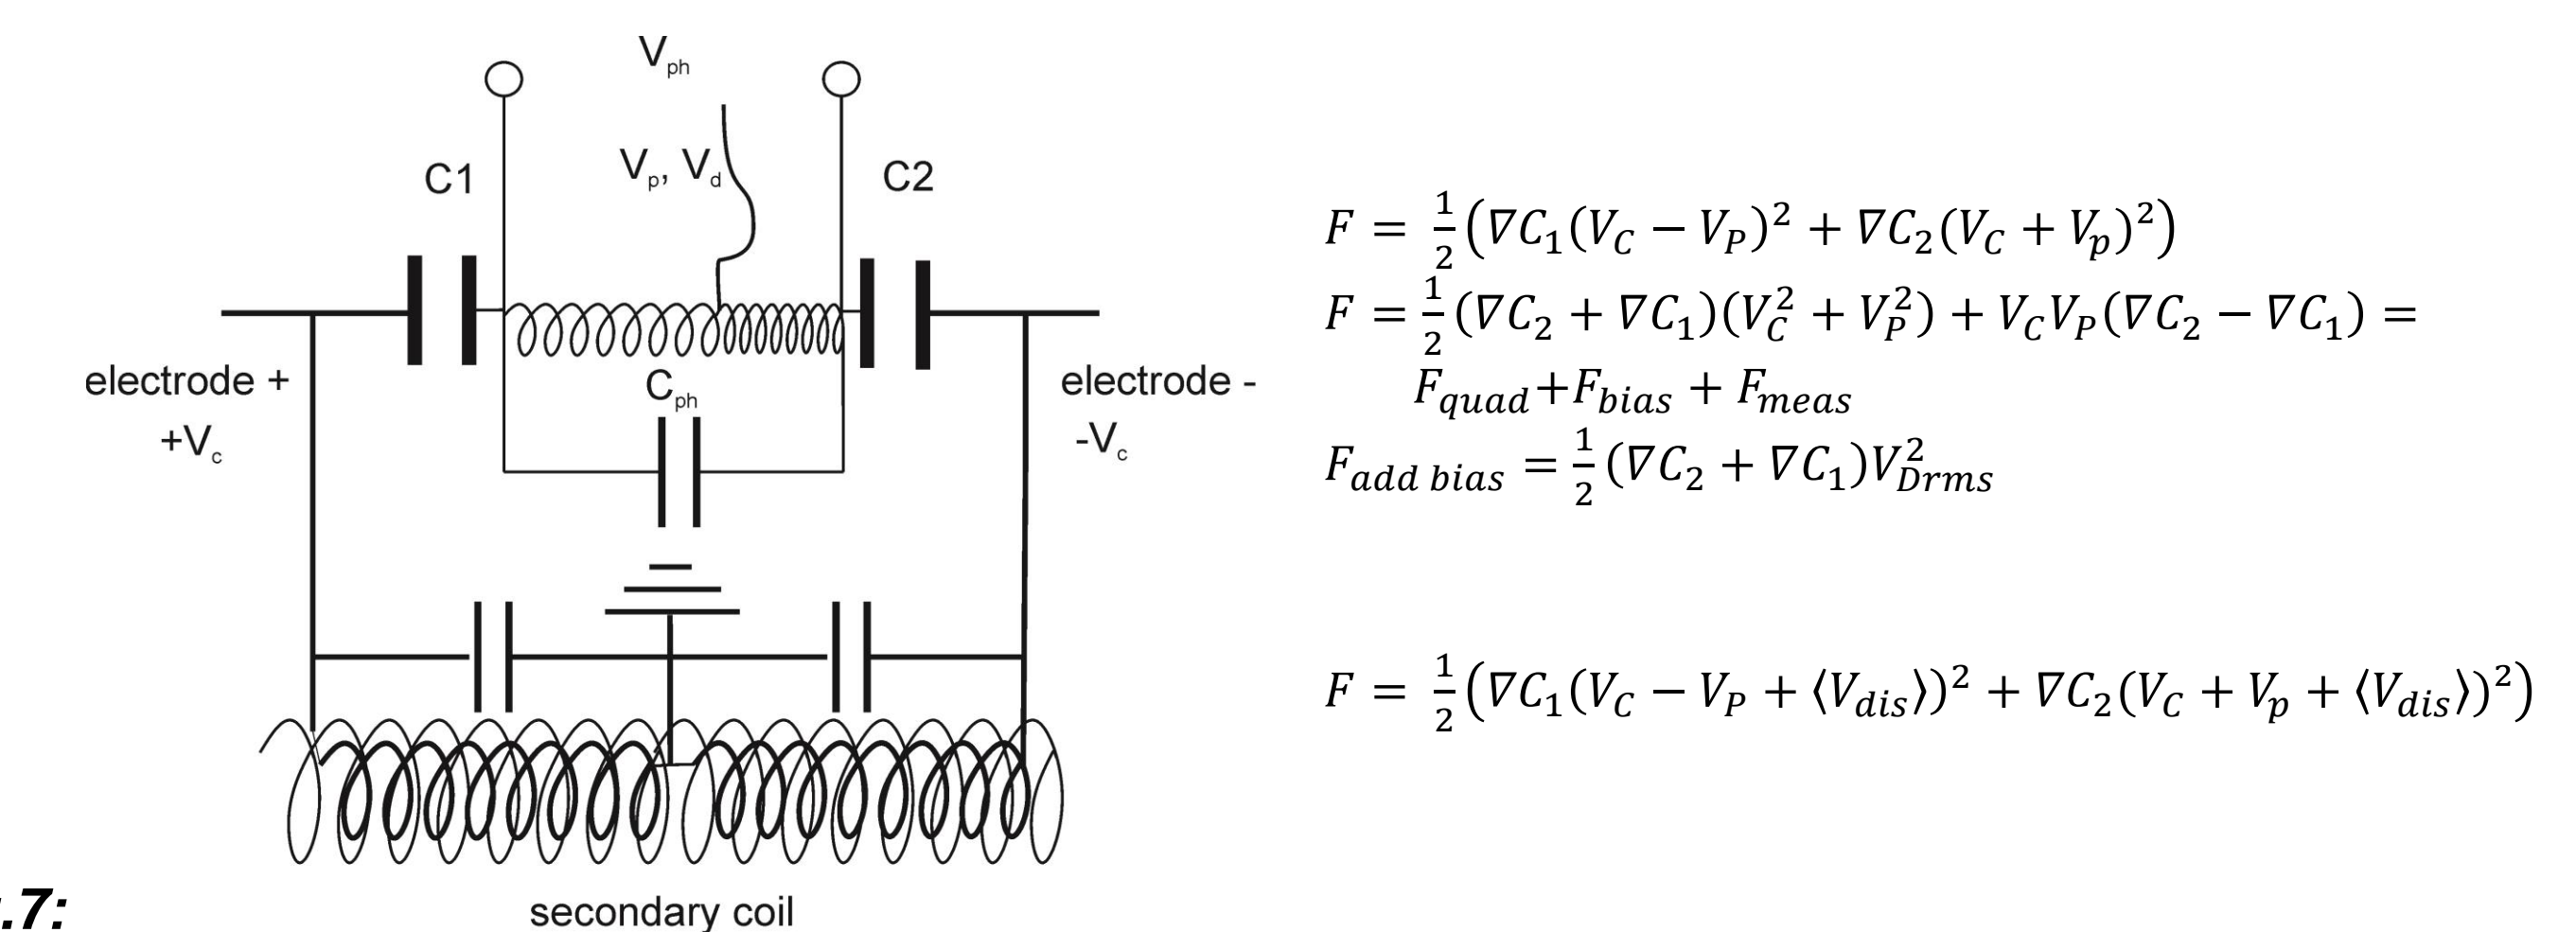 V_ph
V_p, V_d
C1
C2
C_ph
electrode +
+V_c
electrode -
-V_c
secondary coil
.7:
F = 1/2 (∇C_1(V_C − V_P)^2 + ∇C_2(V_C + V_p)^2)
F = 1/2 (∇C_2 + ∇C_1)(V_C^2 + V_P^2) + V_C V_P(∇C_2 − ∇C_1) =
F_quad + F_bias + F_meas
F_add bias = 1/2 (∇C_2 + ∇C_1)V_Drms^2
F = 1/2 (∇C_1(V_C − V_P + ⟨V_dis⟩)^2 + ∇C_2(V_C + V_p + ⟨V_dis⟩)^2)